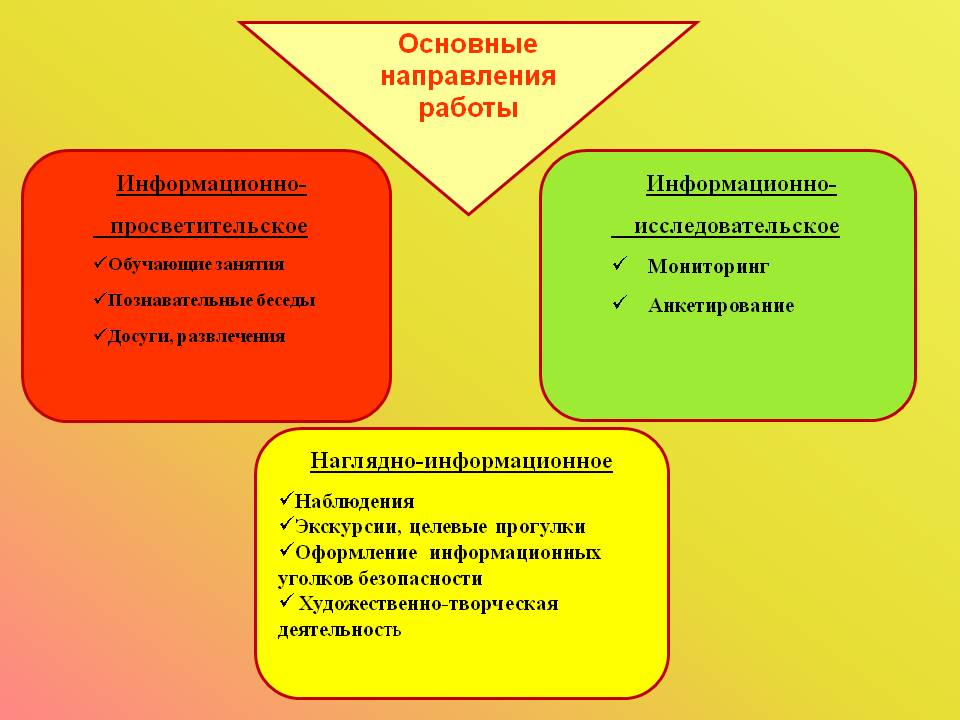 Основные
направления
работы
Информационно-
просветительское
✓Обучающие занятия
✓Познавательные беседы
✓Досуги, развлечения
Информационно-
исследовательское
✓ Мониторинг
✓ Анкетирование
Наглядно-информационное
✓Наблюдения
✓Экскурсии, целевые прогулки
✓Оформление информационных
уголков безопасности
✓ Художественно-творческая
деятельность